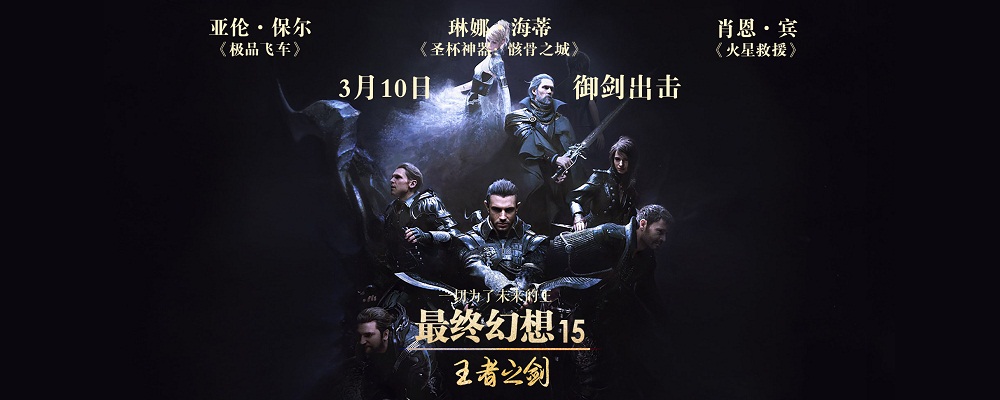 亚伦·保尔
《极品飞车》
琳娜·海蒂
《圣杯神器:骸骨之城》
肖恩·宾
《火星救援》
3月10日
御剑出击
一切为了未来的王
最终幻想15
王者之剑